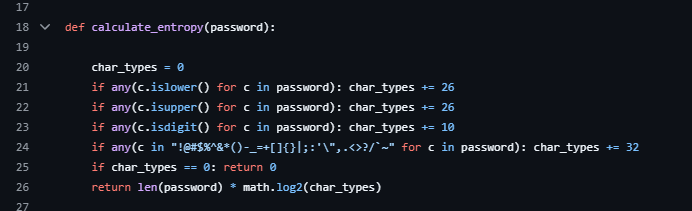 17
18 def calculate_entropy(password):
19
20 char_types = 0
21 if any(c.islower() for c in password): char_types += 26
22 if any(c.isupper() for c in password): char_types += 26
23 if any(c.isdigit() for c in password): char_types += 10
24 if any(c in "!@#$%^&*()-_=+[]{}|;:'\",.<>?/`~" for c in password): char_types += 32
25 if char_types == 0: return 0
26 return len(password) * math.log2(char_types)
27